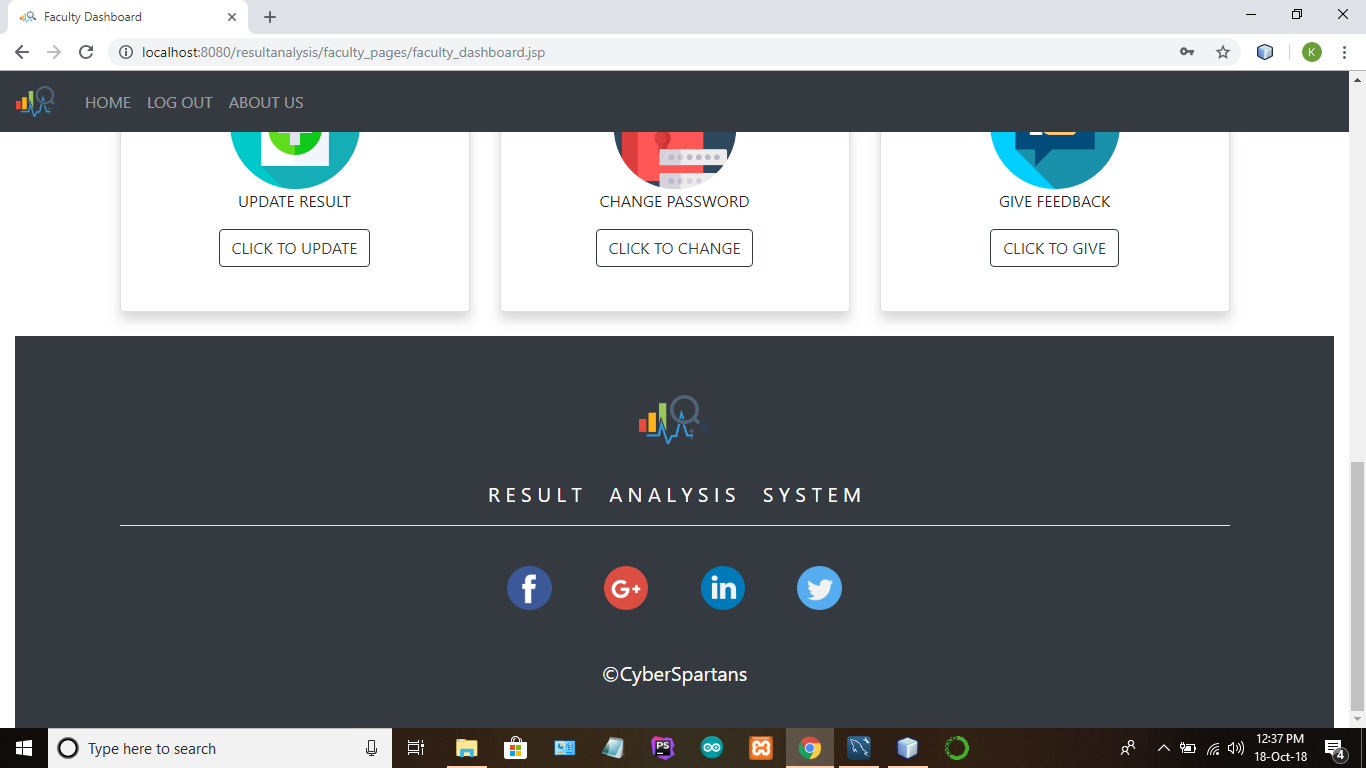 Faculty Dashboard
localhost:8080/resultanalysis/faculty_pages/faculty_dashboard.jsp
K
HOME LOG OUT ABOUT US
UPDATE RESULT CHANGE PASSWORD GIVE FEEDBACK
CLICK TO UPDATE CLICK TO CHANGE CLICK TO GIVE
RESULT ANALYSIS SYSTEM
f G+ in
©CyberSpartans
Type here to search
PS
12:37 PM
18-Oct-18
4